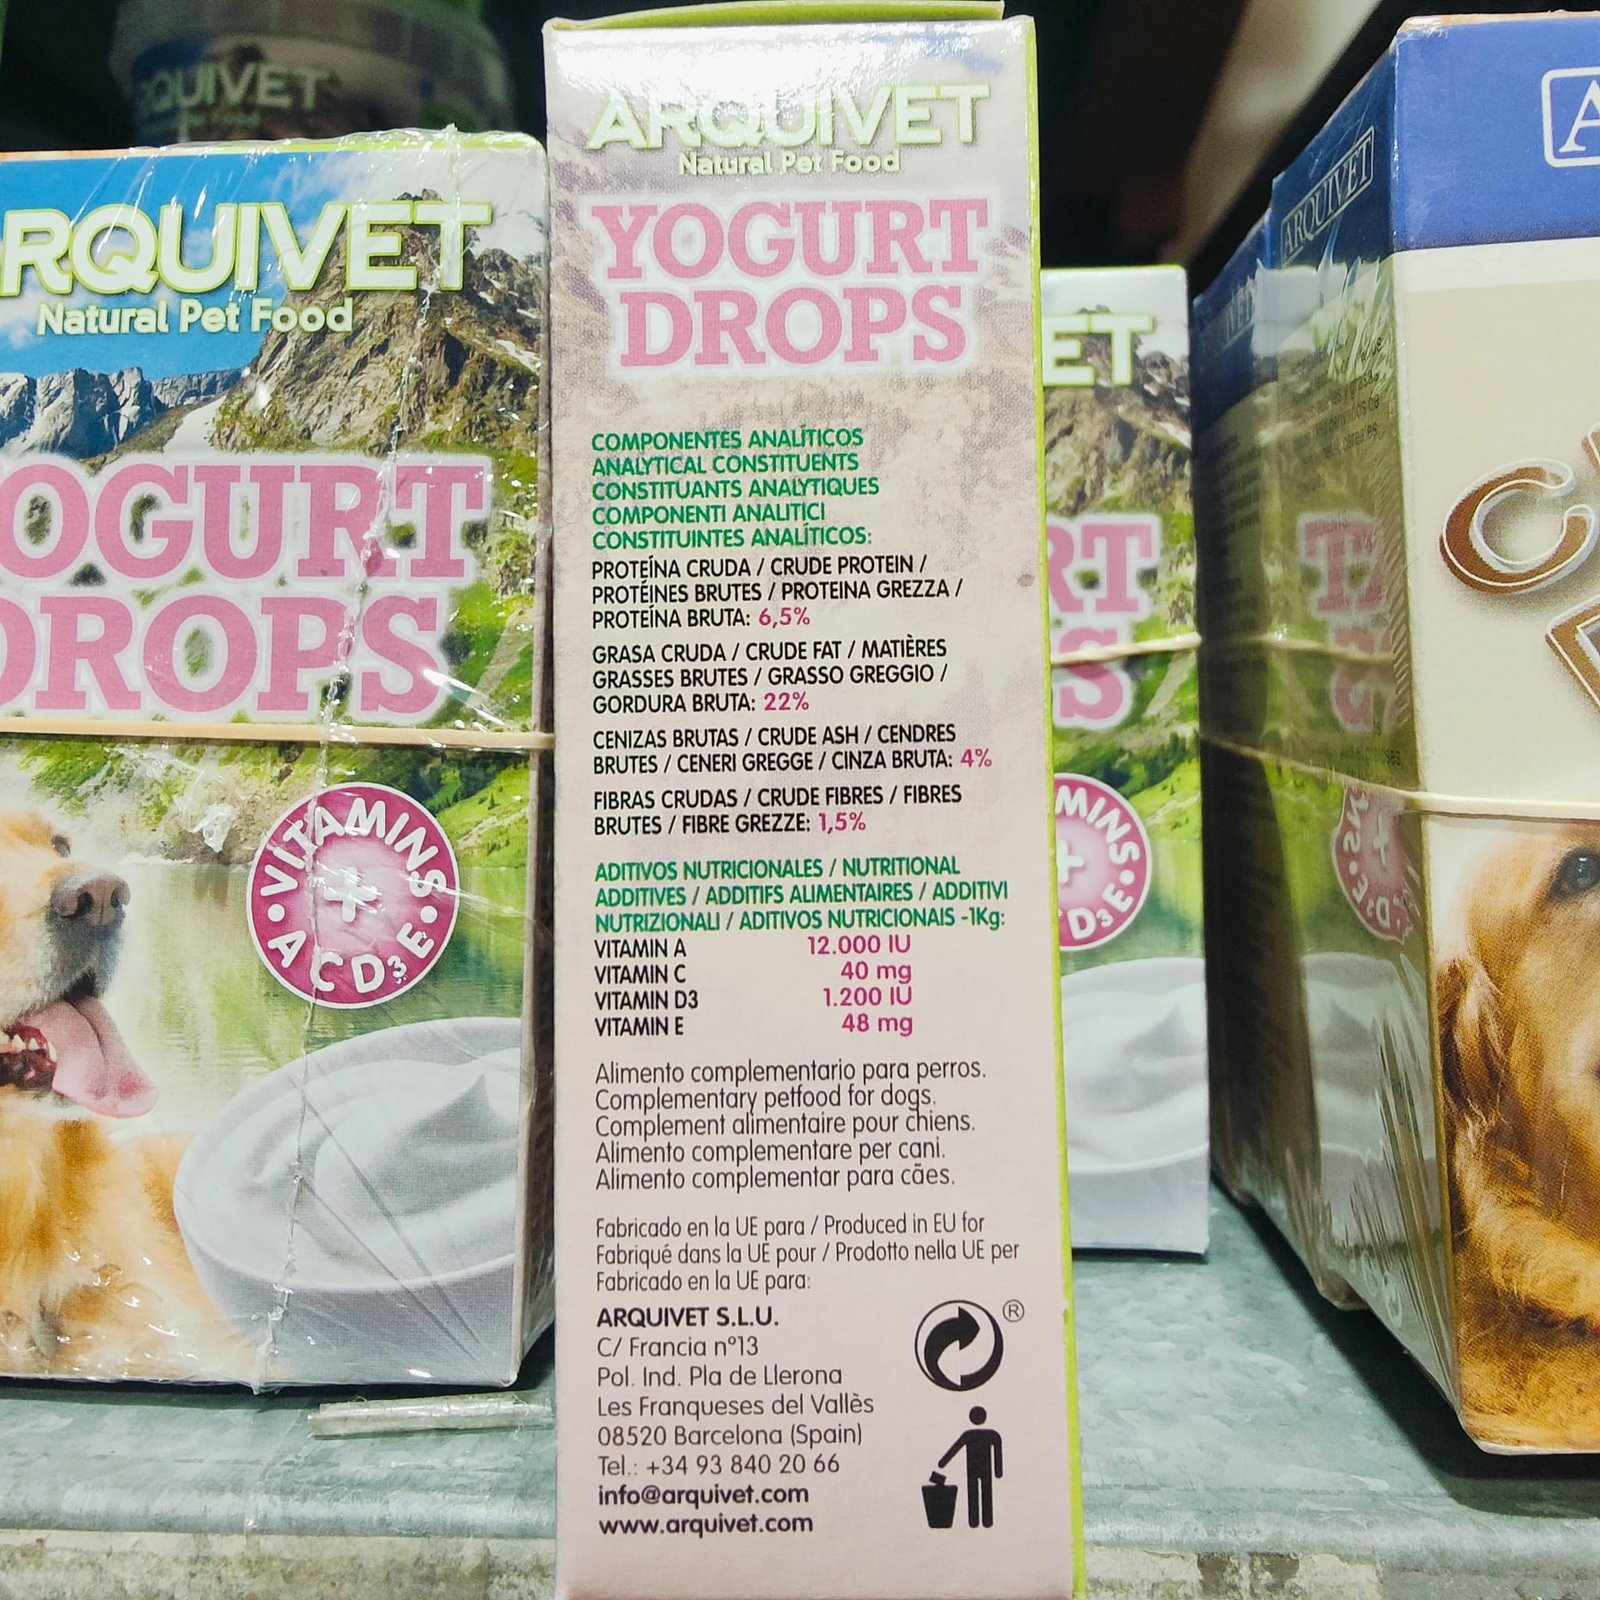 QUIVET
ARQUIVET
Natural Pet Food
YOGURT
DROPS
COMPONENTES ANALÍTICOS
ANALYTICAL CONSTITUENTS
CONSTITUANTS ANALYTIQUES
COMPONENTI ANALITICI
CONSTITUINTES ANALÍTICOS:
PROTEÍNA CRUDA / CRUDE PROTEIN /
PROTÉINES BRUTES / PROTEINA GREZZA /
PROTEÍNA BRUTA: 6,5%
GRASA CRUDA / CRUDE FAT / MATIÈRES
GRASSES BRUTES / GRASSO GREGGIO /
GORDURA BRUTA: 22%
CENIZAS BRUTAS / CRUDE ASH / CENDRES
BRUTES / CENERI GREGGE / CINZA BRUTA: 4%
FIBRAS CRUDAS / CRUDE FIBRES / FIBRES
BRUTES / FIBRE GREZZE: 1,5%
ADITIVOS NUTRICIONALES / NUTRITIONAL
ADDITIVES / ADDITIFS ALIMENTAIRES / ADDITIVI
NUTRIZIONALI / ADITIVOS NUTRICIONAIS -1Kg:
VITAMIN A 12.000 IU
VITAMIN C 40 mg
VITAMIN D3 1.200 IU
VITAMIN E 48 mg
Alimento complementario para perros.
Complementary petfood for dogs.
Complement alimentaire pour chiens.
Alimento complementare per cani.
Alimento complementar para cães.
Fabricado en la UE para / Produced in EU for
Fabriqué dans la UE pour / Prodotto nella UE per
Fabricado en la UE para:
ARQUIVET S.L.U.
C/ Francia nº13
Pol. Ind. Pla de Llerona
Les Franqueses del Vallès
08520 Barcelona (Spain)
Tel.: +34 93 840 20 66
info@arquivet.com
www.arquivet.com
®
RQUIVET
Natural Pet Food
OGURT
DROPS
VITAMINS
+
A C D3 E
ET
RT
S
MINS
+
D3 E
ARQUIVET
A